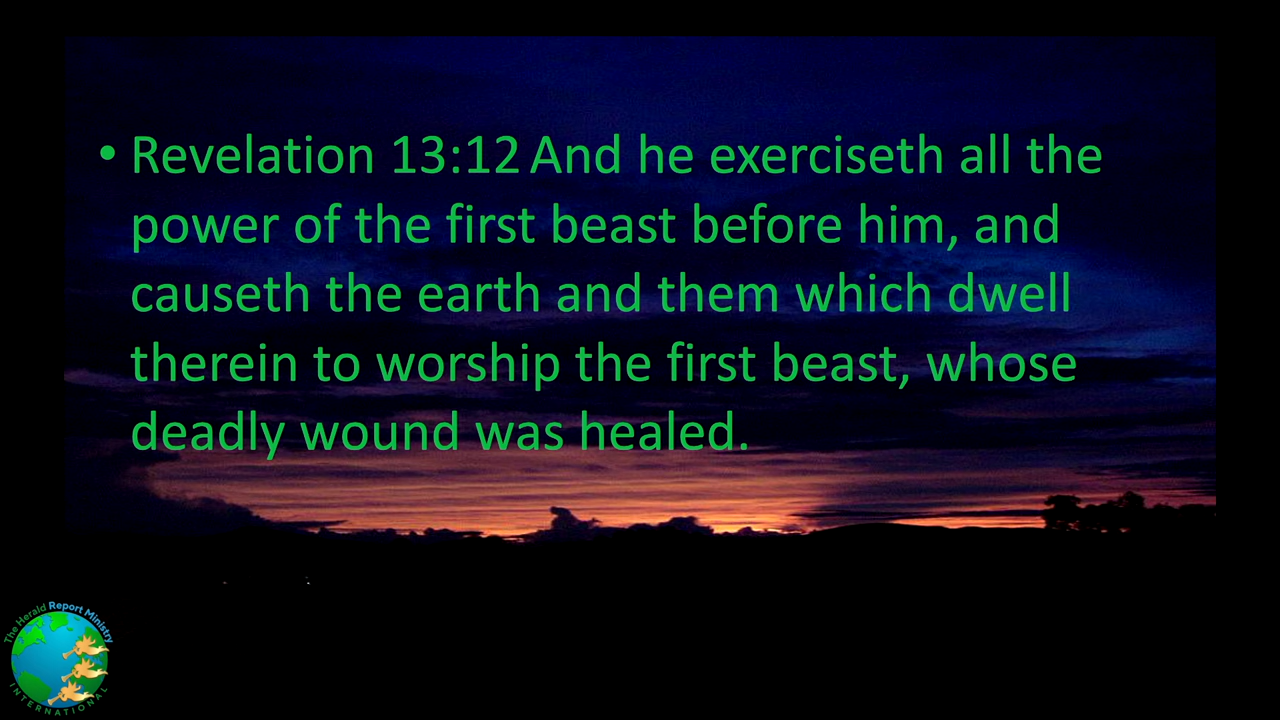 • Revelation 13:12 And he exerciseth all the
power of the first beast before him, and
causeth the earth and them which dwell
therein to worship the first beast, whose
deadly wound was healed.
The Herald Report Ministry
INTERNATIONAL